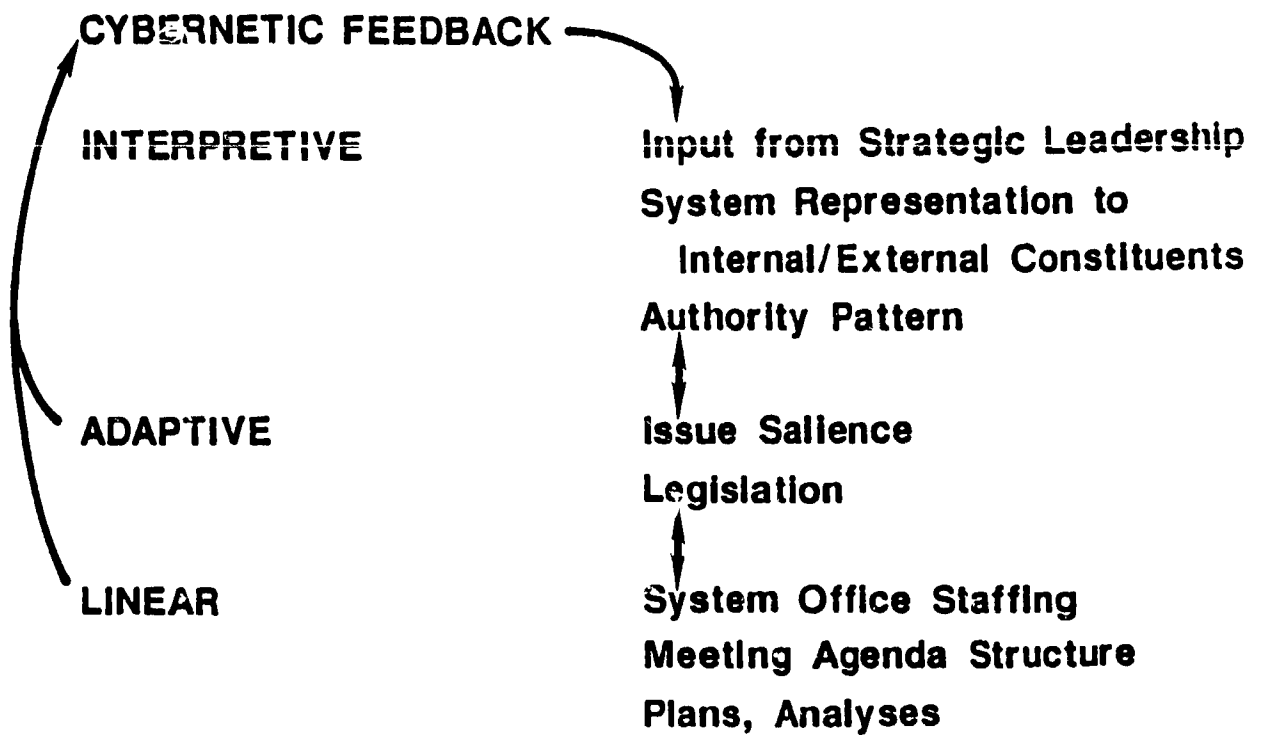 CYBERNETIC FEEDBACK
INTERPRETIVE
Input from Strategic Leadership
System Representation to
Internal/External Constituents
Authority Pattern
ADAPTIVE
Issue Salience
Legislation
LINEAR
System Office Staffing
Meeting Agenda Structure
Plans, Analyses